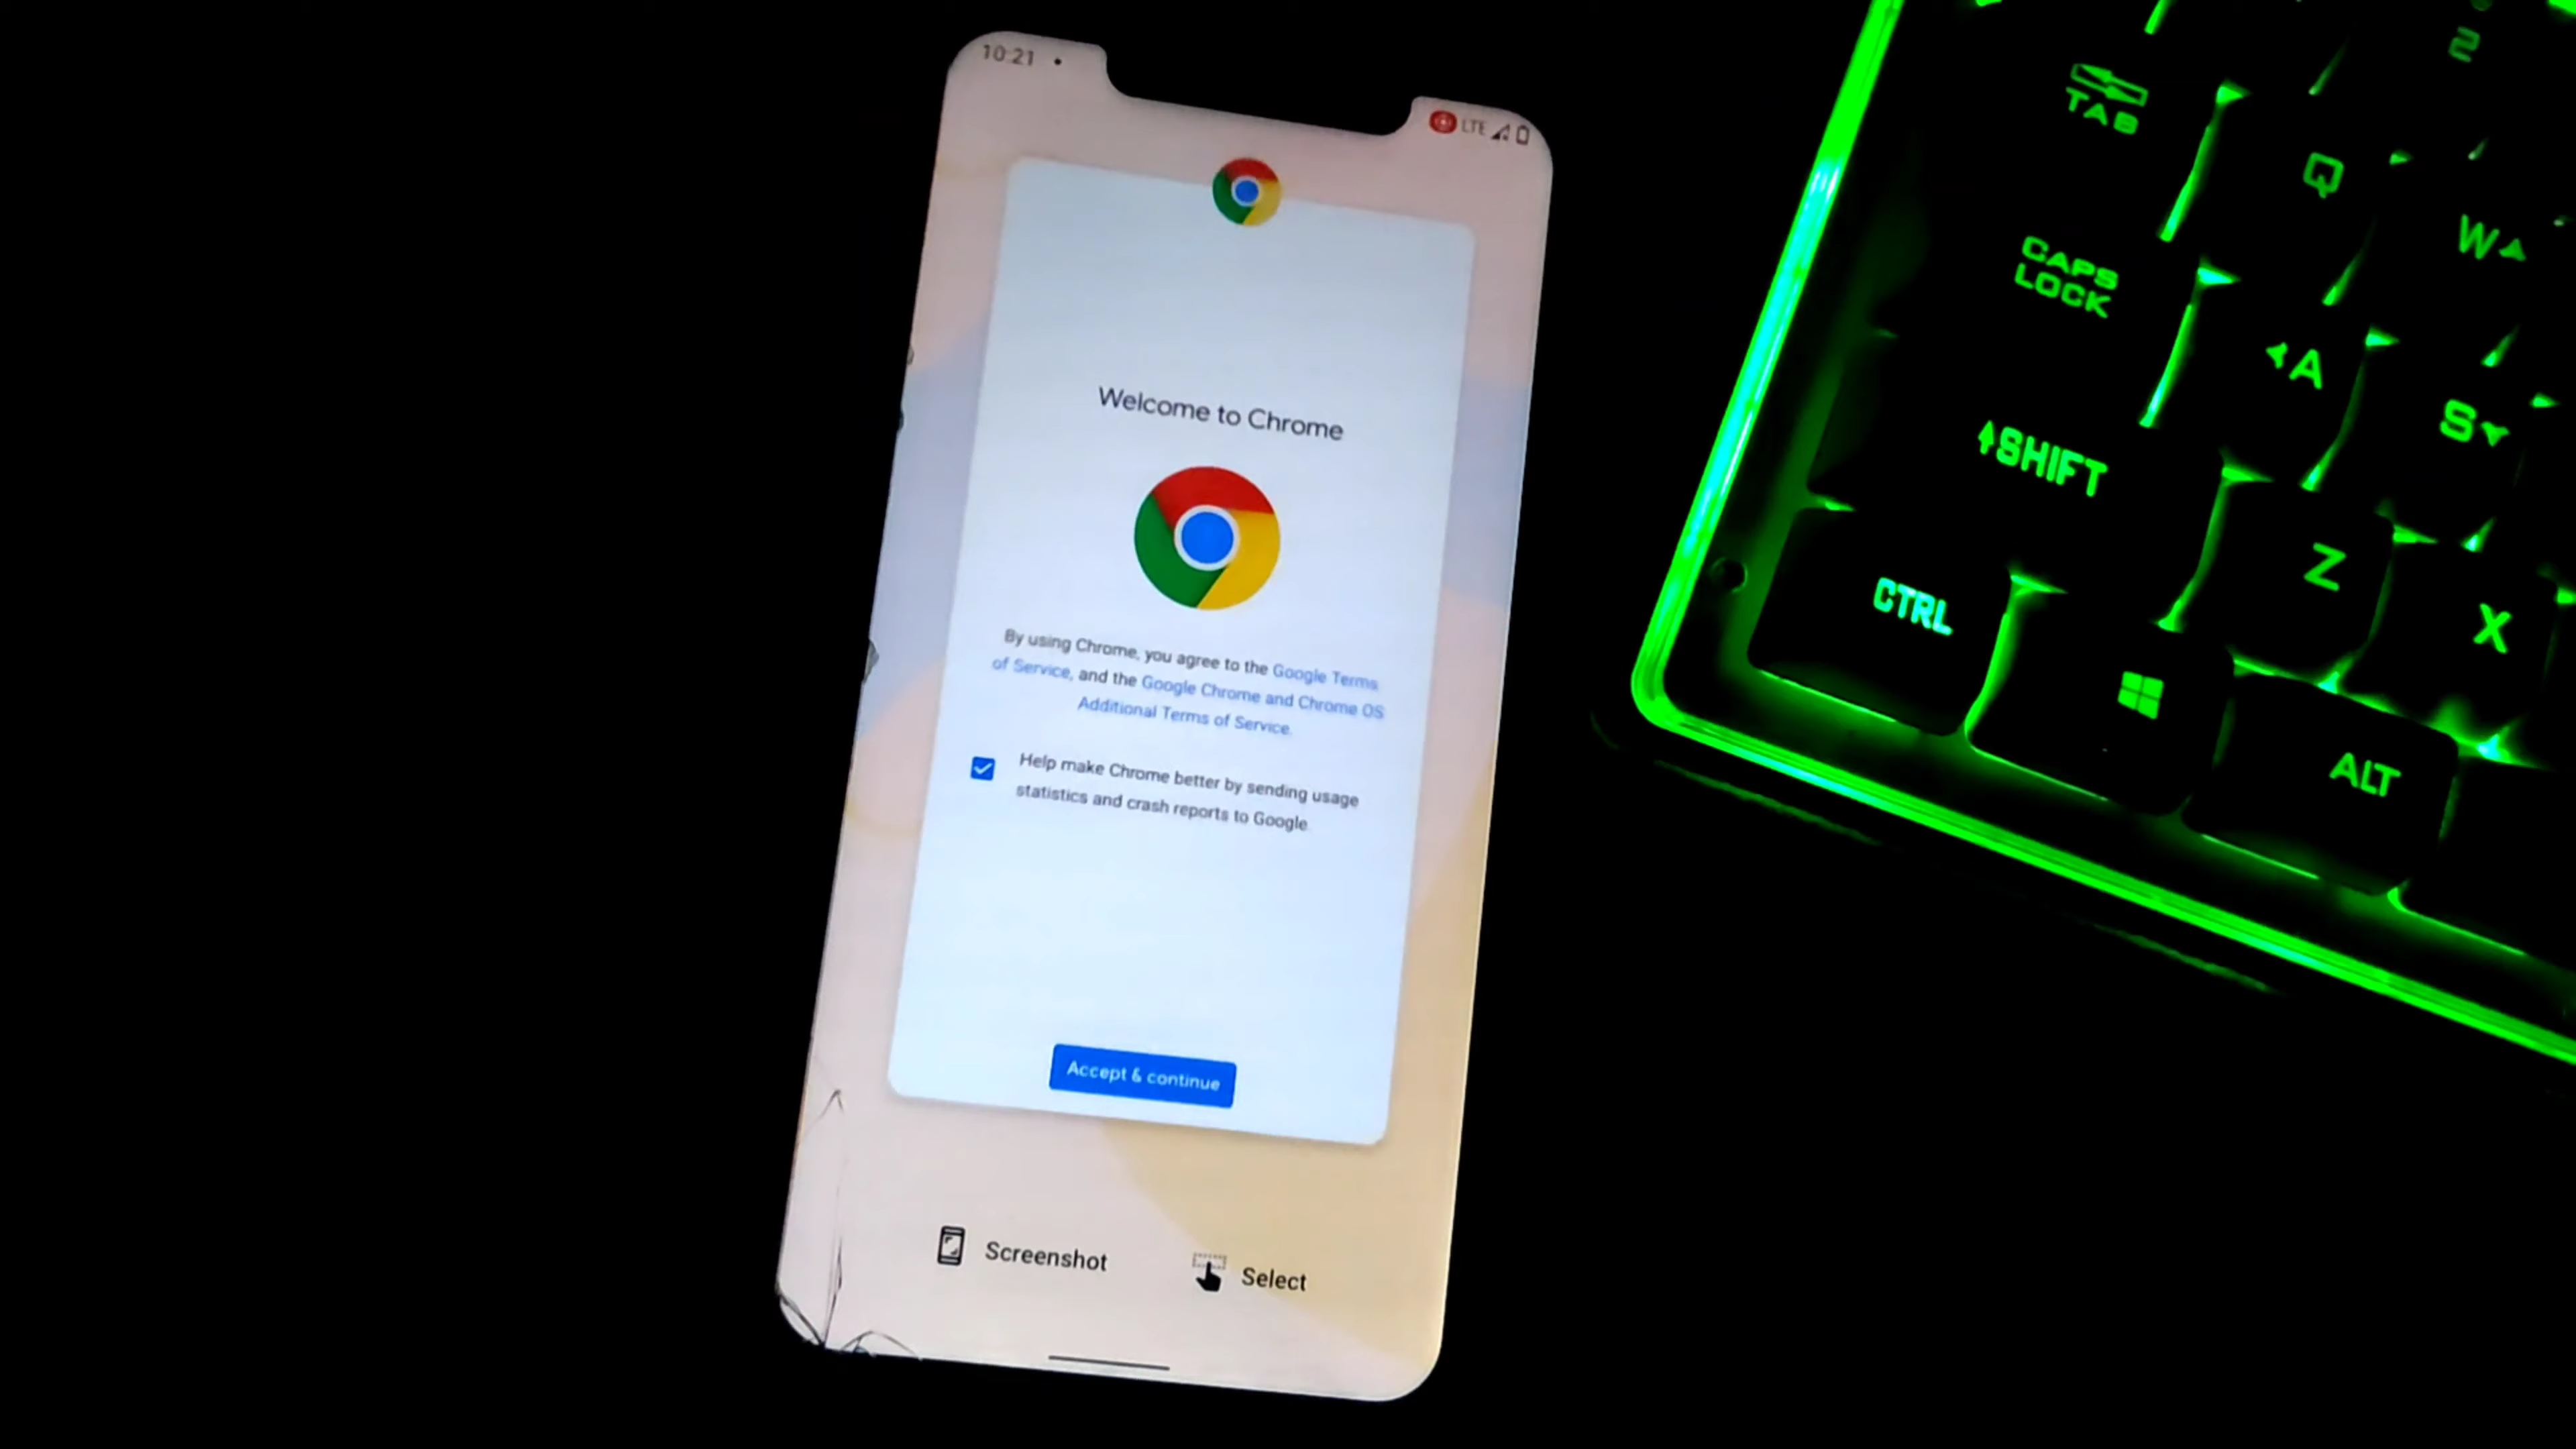 10:21
LTE
Welcome to Chrome
By using Chrome, you agree to the Google Terms
of Service, and the Google Chrome and Chrome OS
Additional Terms of Service.
Help make Chrome better by sending usage
statistics and crash reports to Google.
Accept & continue
Screenshot
Select
2
TAB
Q
W
CAPS
LOCK
A
S
SHIFT
Z
X
CTRL
ALT